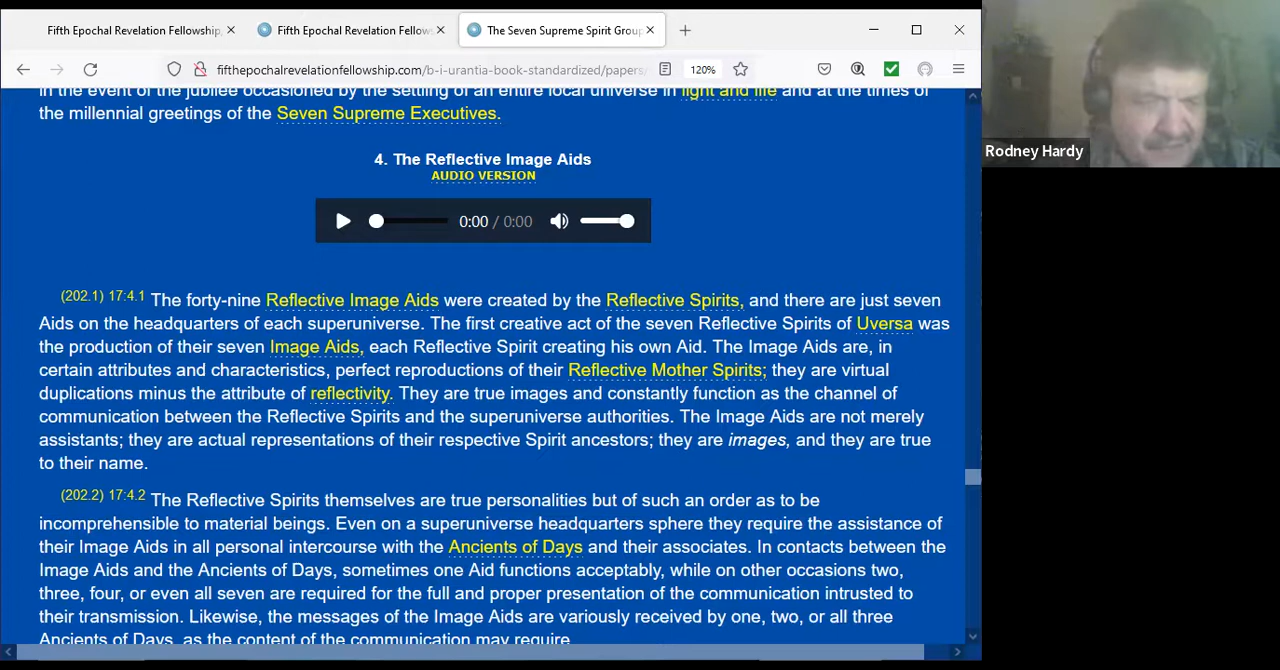 Fifth Epochal Revelation Fellowship,
Fifth Epochal Revelation Fellows
The Seven Supreme Spirit Group
fifthepochalrevelationfellowship.com/b-i-urantia-book-standardized/papers/
120%
in the event of the jubilee occasioned by the settling of an entire local universe in light and life and at the times of
the millennial greetings of the Seven Supreme Executives.
4. The Reflective Image Aids
AUDIO VERSION
0:00 / 0:00
(202.1) 17:4.1 The forty-nine Reflective Image Aids were created by the Reflective Spirits, and there are just seven
Aids on the headquarters of each superuniverse. The first creative act of the seven Reflective Spirits of Uversa was
the production of their seven Image Aids, each Reflective Spirit creating his own Aid. The Image Aids are, in
certain attributes and characteristics, perfect reproductions of their Reflective Mother Spirits; they are virtual
duplications minus the attribute of reflectivity. They are true images and constantly function as the channel of
communication between the Reflective Spirits and the superuniverse authorities. The Image Aids are not merely
assistants; they are actual representations of their respective Spirit ancestors; they are images, and they are true
to their name.
(202.2) 17:4.2 The Reflective Spirits themselves are true personalities but of such an order as to be
incomprehensible to material beings. Even on a superuniverse headquarters sphere they require the assistance of
their Image Aids in all personal intercourse with the Ancients of Days and their associates. In contacts between the
Image Aids and the Ancients of Days, sometimes one Aid functions acceptably, while on other occasions two,
three, four, or even all seven are required for the full and proper presentation of the communication intrusted to
their transmission. Likewise, the messages of the Image Aids are variously received by one, two, or all three
Ancients of Days, as the content of the communication may require.
Rodney Hardy